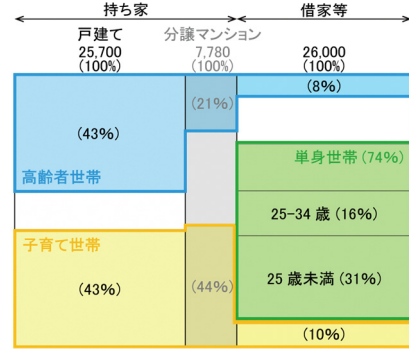 持ち家
借家等
戸建て
25,700
(100%)
分譲マンション
7,780
(100%)
26,000
(100%)
(8%)
(21%)
(43%)
高齢者世帯
単身世帯(74%)
25-34 歳 (16%)
子育て世帯
25 歳未満 (31%)
(43%)
(44%)
(10%)